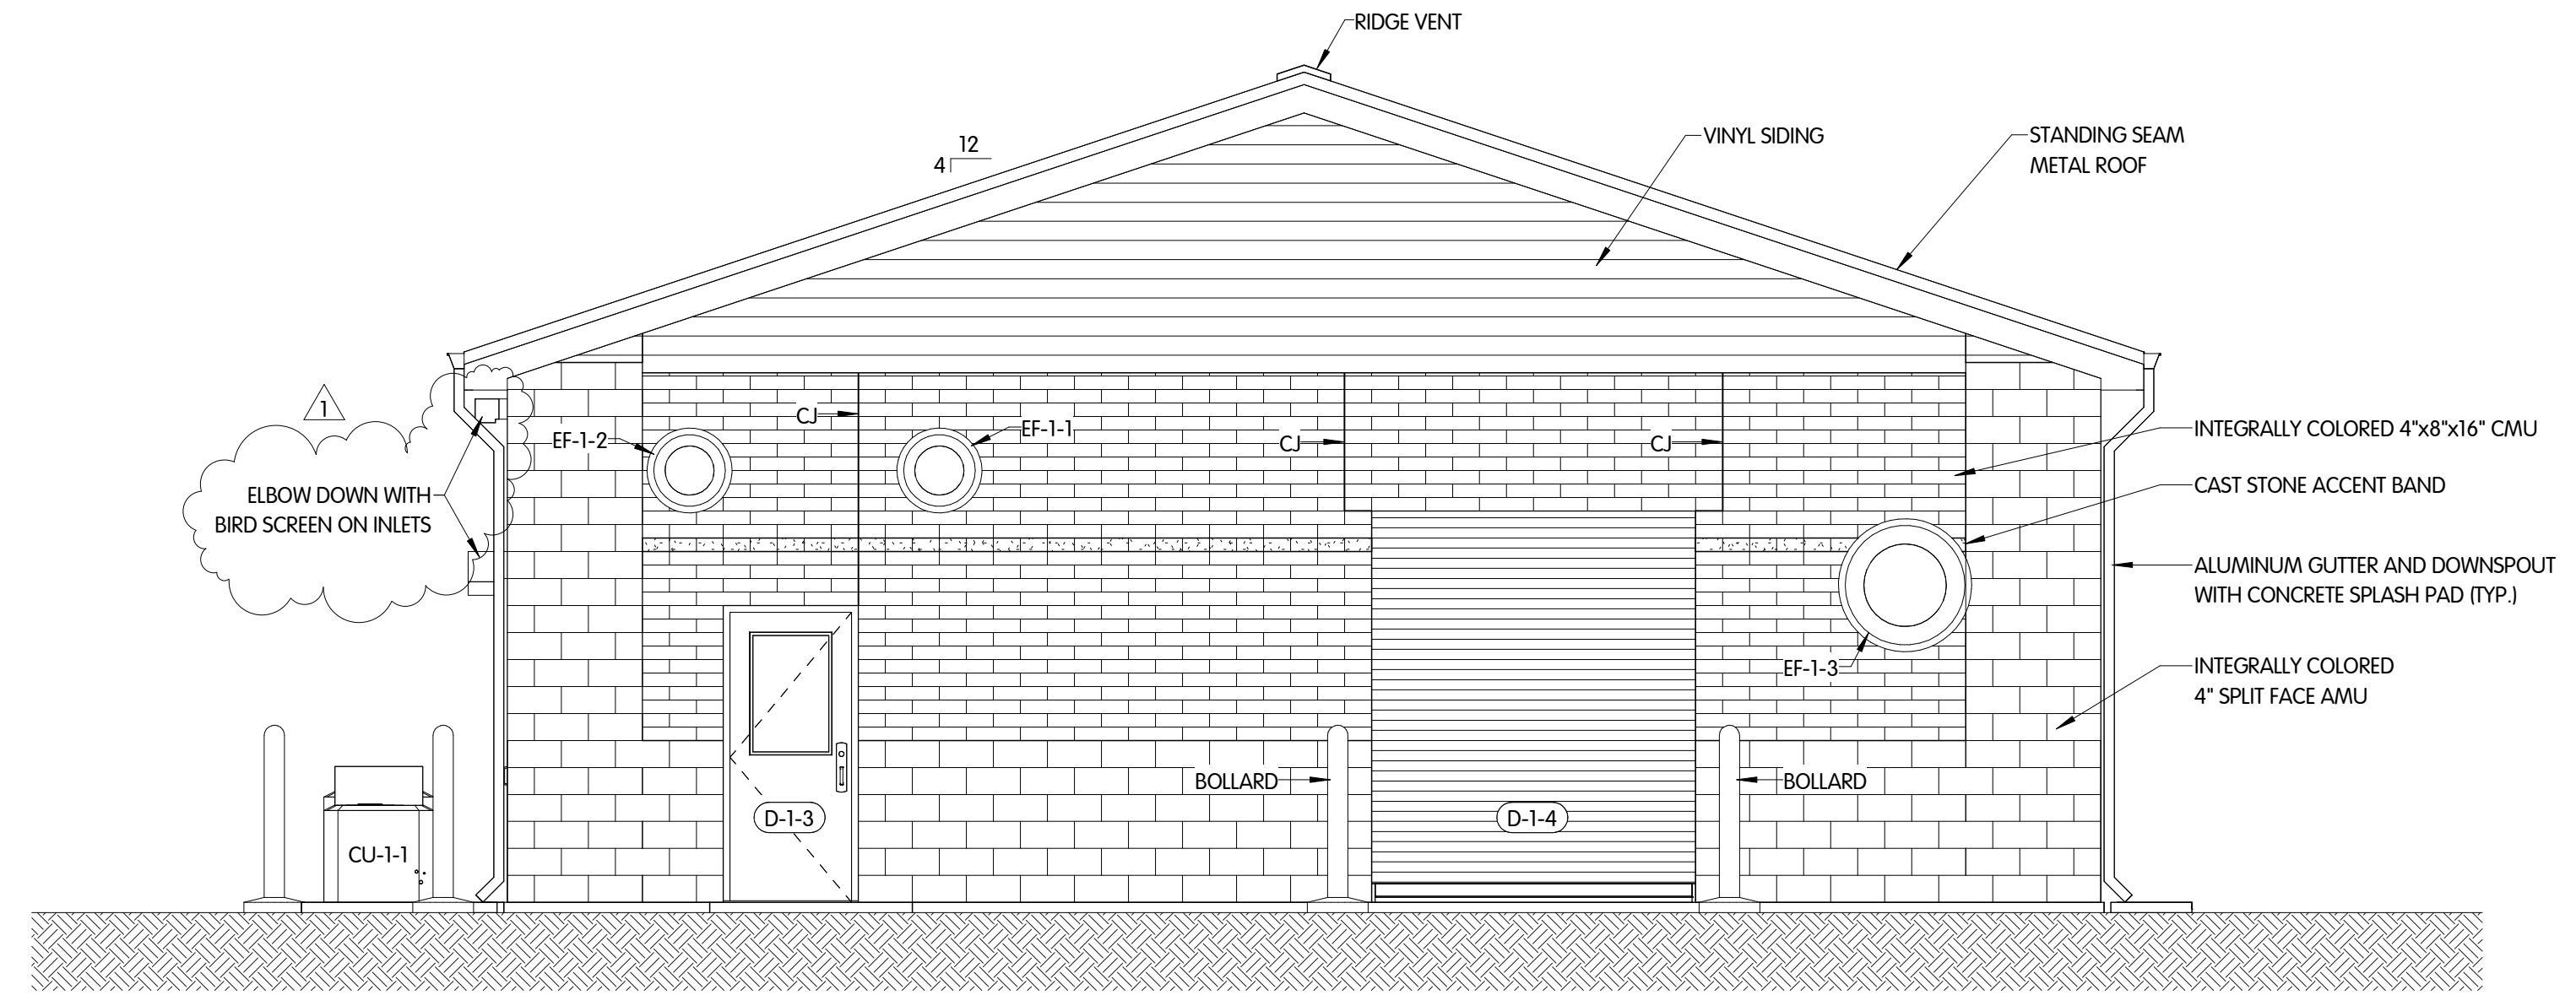 RIDGE VENT
12
4
VINYL SIDING
STANDING SEAM
METAL ROOF
1
CJ
EF-1-2
EF-1-1
CJ
CJ
INTEGRALLY COLORED 4"x8"x16" CMU
CAST STONE ACCENT BAND
ELBOW DOWN WITH
BIRD SCREEN ON INLETS
ALUMINUM GUTTER AND DOWNSPOUT
WITH CONCRETE SPLASH PAD (TYP.)
EF-1-3
INTEGRALLY COLORED
4" SPLIT FACE AMU
BOLLARD
BOLLARD
D-1-3
D-1-4
CU-1-1